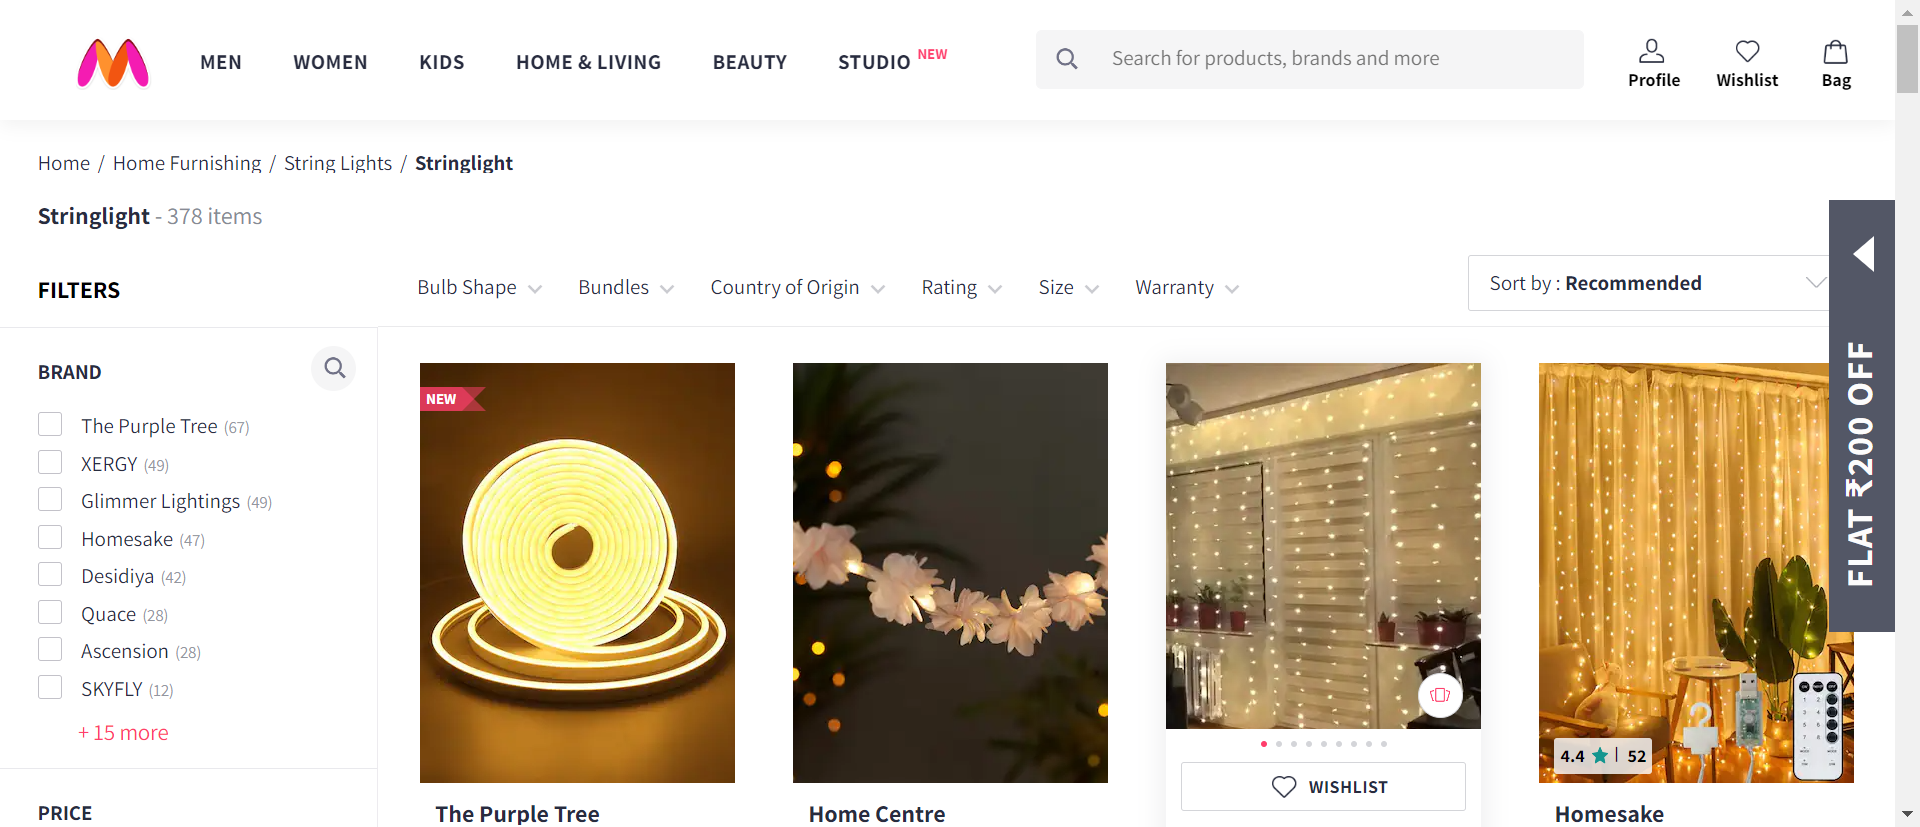 MEN
WOMEN
KIDS
HOME & LIVING
BEAUTY
STUDIO NEW
Search for products, brands and more
Profile
Wishlist
Bag
Home / Home Furnishing / String Lights / Stringlight
Stringlight - 378 items
FILTERS
Bulb Shape
Bundles
Country of Origin
Rating
Size
Warranty
Sort by : Recommended
BRAND
The Purple Tree (67)
XERGY (49)
Glimmer Lightings (49)
Homesake (47)
Desidiya (42)
Quace (28)
Ascension (28)
SKYFLY (12)
+ 15 more
PRICE
NEW
The Purple Tree
Home Centre
WISHLIST
4.4 | 52
Homesake
FLAT ₹200 OFF